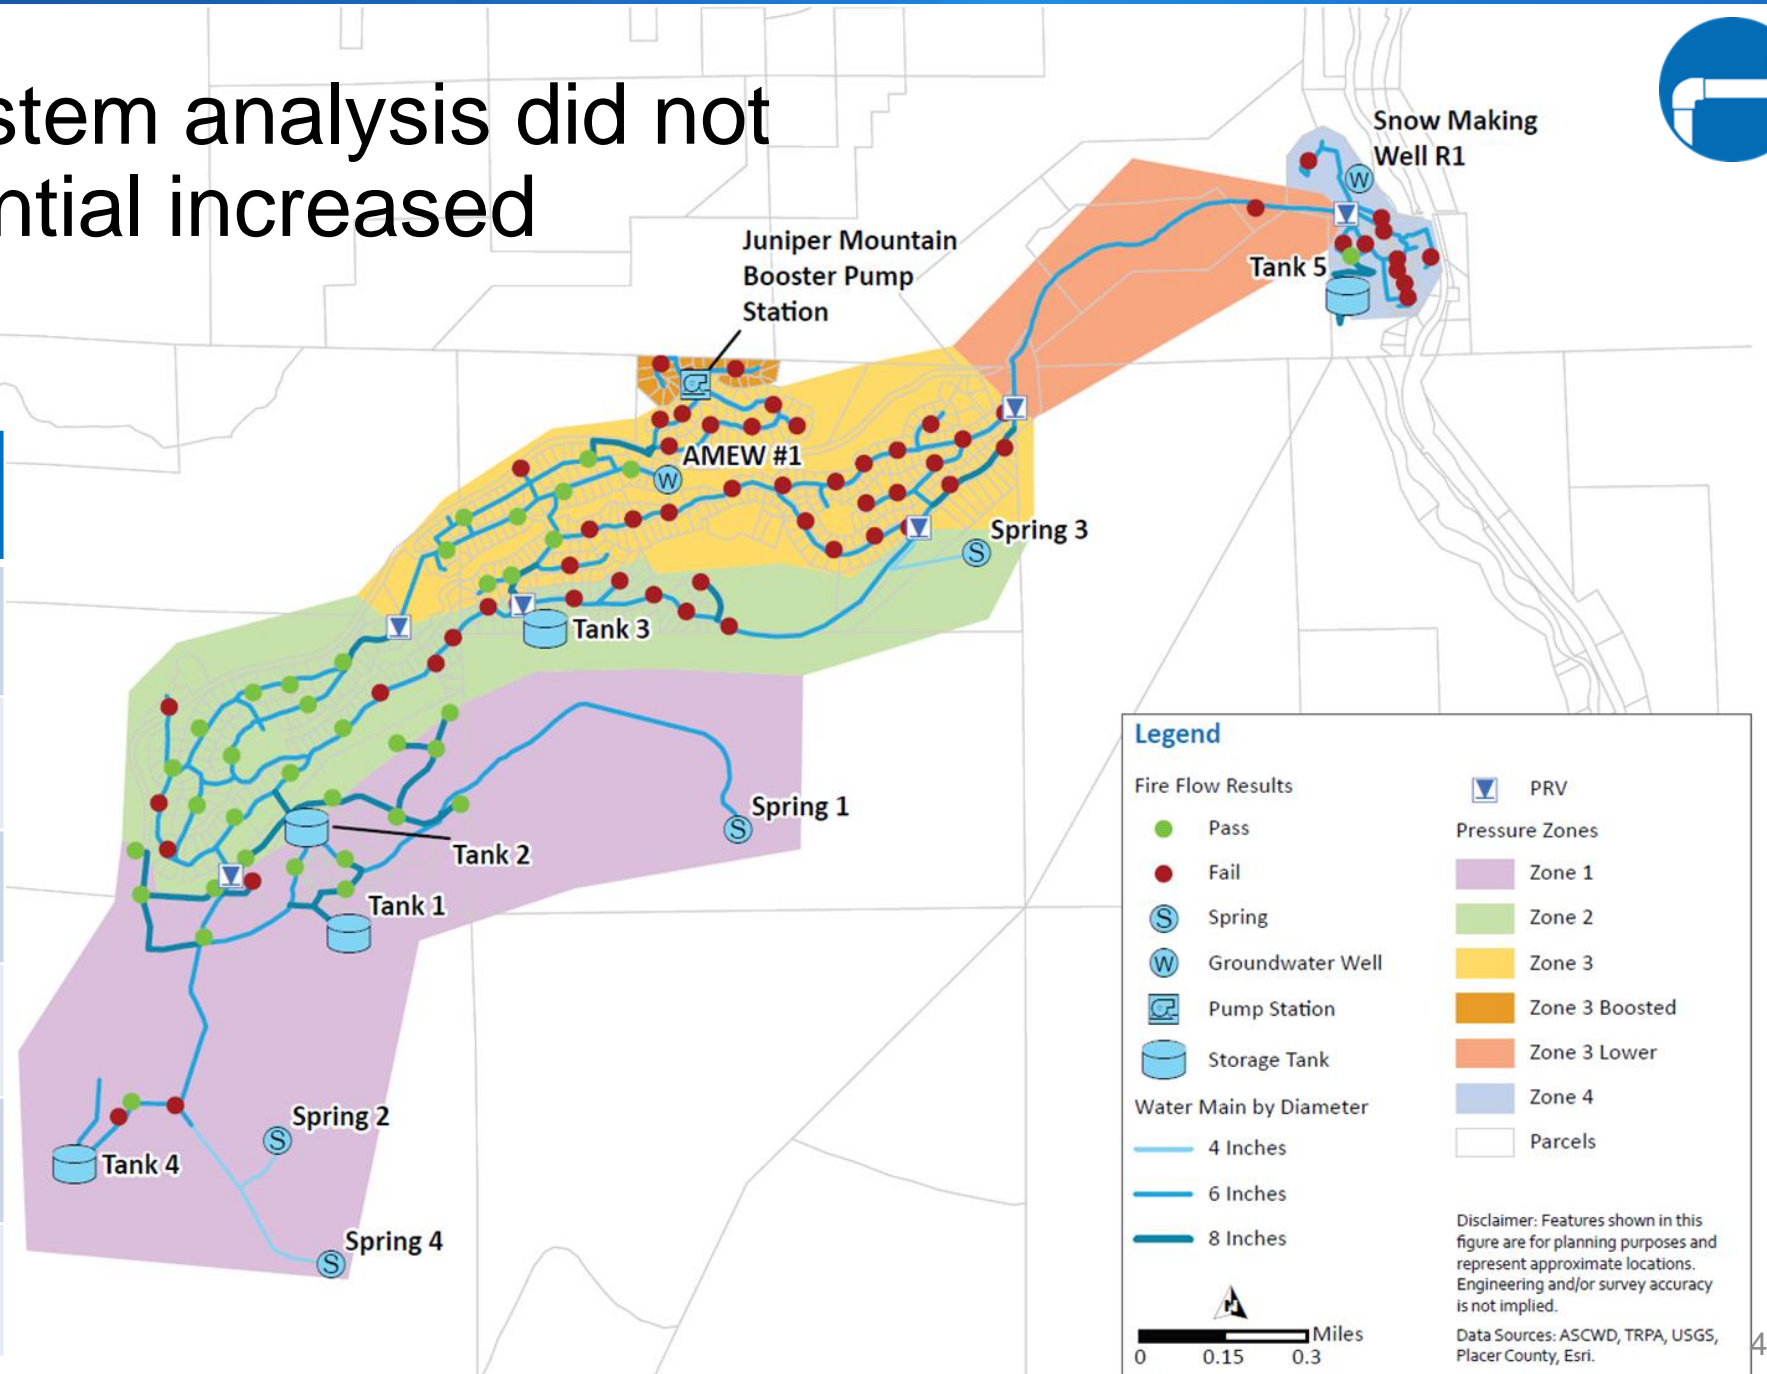 stem analysis did not
ntial increased
Snow Making
Well R1
W
Juniper Mountain
Booster Pump
Station
Tank 5
AMEW #1
W
Spring 3
S
Tank 3
Spring 1
S
Tank 2
Tank 1
Spring 2
S
Tank 4
Spring 4
S
Legend
Fire Flow Results
Pass
Fail
S Spring
W Groundwater Well
Pump Station
Storage Tank
Water Main by Diameter
4 Inches
6 Inches
8 Inches
N
Miles
0 0.15 0.3
PRV
Pressure Zones
Zone 1
Zone 2
Zone 3
Zone 3 Boosted
Zone 3 Lower
Zone 4
Parcels
Disclaimer: Features shown in this
figure are for planning purposes and
represent approximate locations.
Engineering and/or survey accuracy
is not implied.
Data Sources: ASCWD, TRPA, USGS,
Placer County, Esri.
4